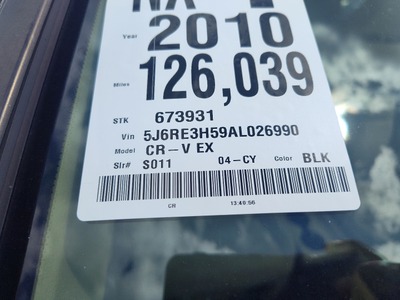 Year 2010
Miles 126,039
STK 673931
Vin 5J6RE3H59AL026990
Model CR-V EX
Slr# S011 04-CY Color BLK
CR 13:40:56